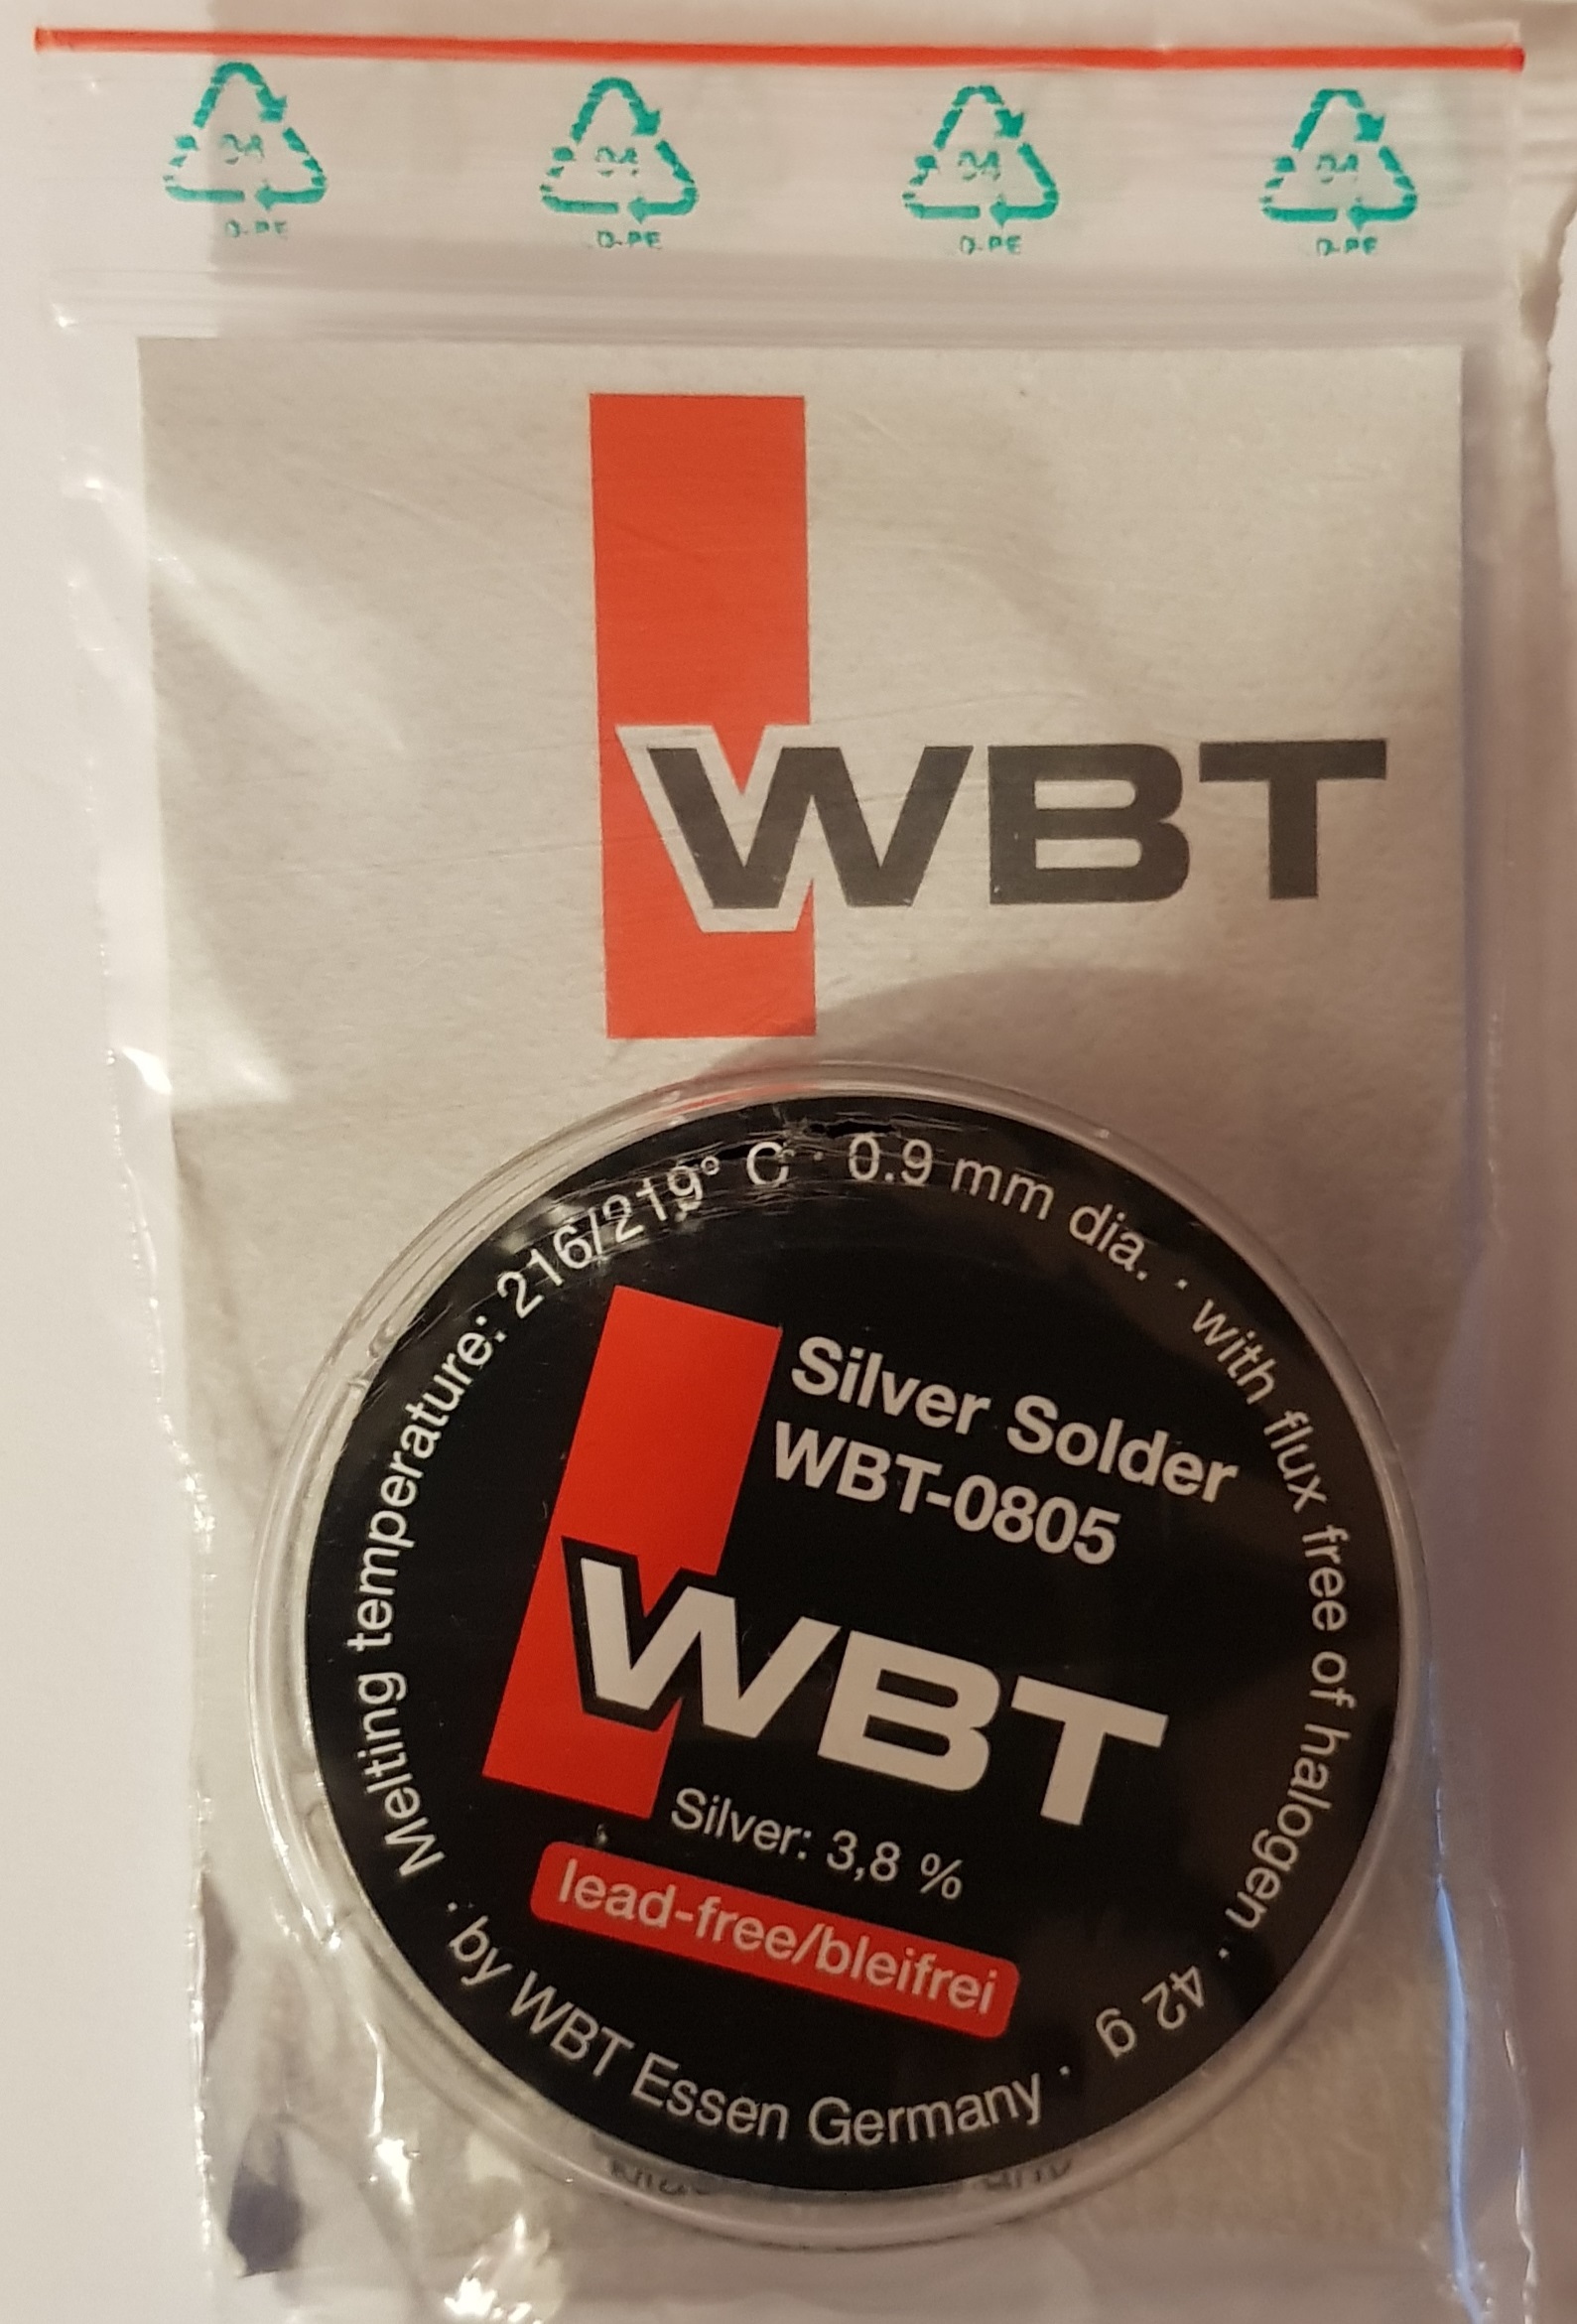 04 04 04 04
D-PE D-PE D-PE D-PE
WBT
Melting temperature: 216/219° C · 0.9 mm dia. · with flux free of halogen · 42 g ·
Silver Solder
WBT-0805
WBT
Silver: 3,8 %
lead-free/bleifrei
by WBT Essen Germany ·